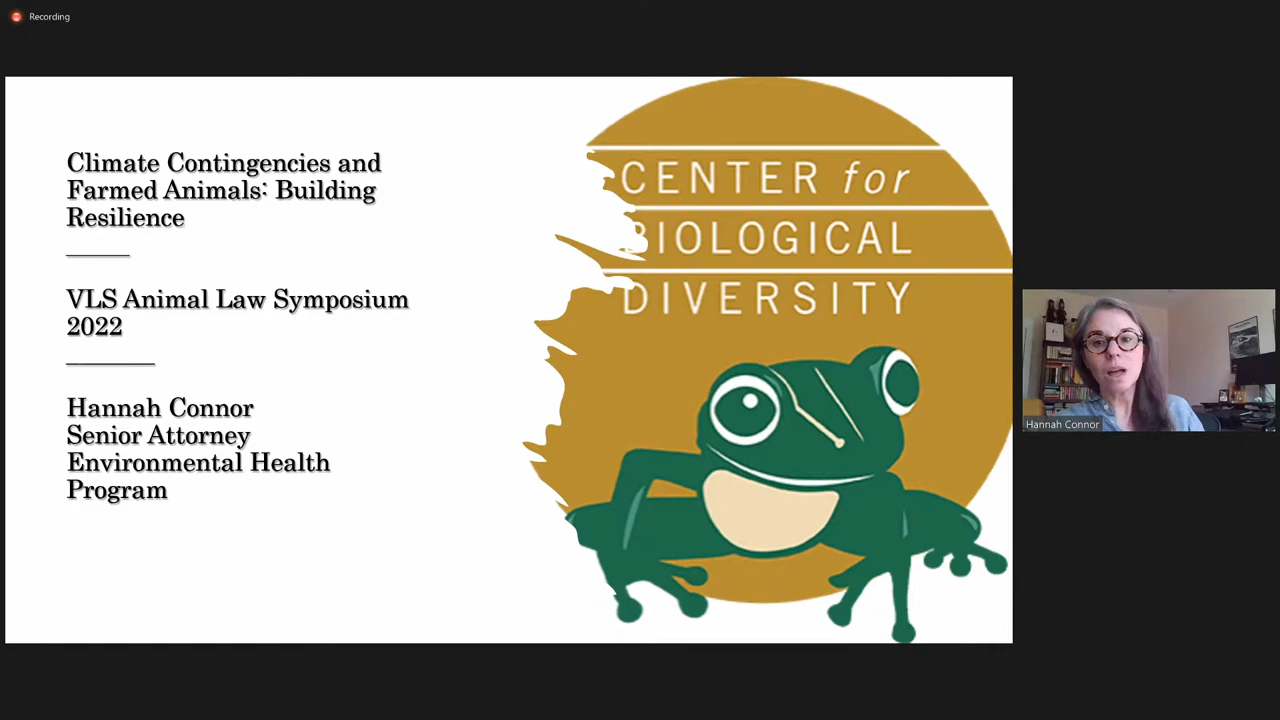 Recording
Climate Contingencies and
Farmed Animals: Building
Resilience
VLS Animal Law Symposium
2022
Hannah Connor
Senior Attorney
Environmental Health
Program
CENTER for
BIOLOGICAL
DIVERSITY
Hannah Connor